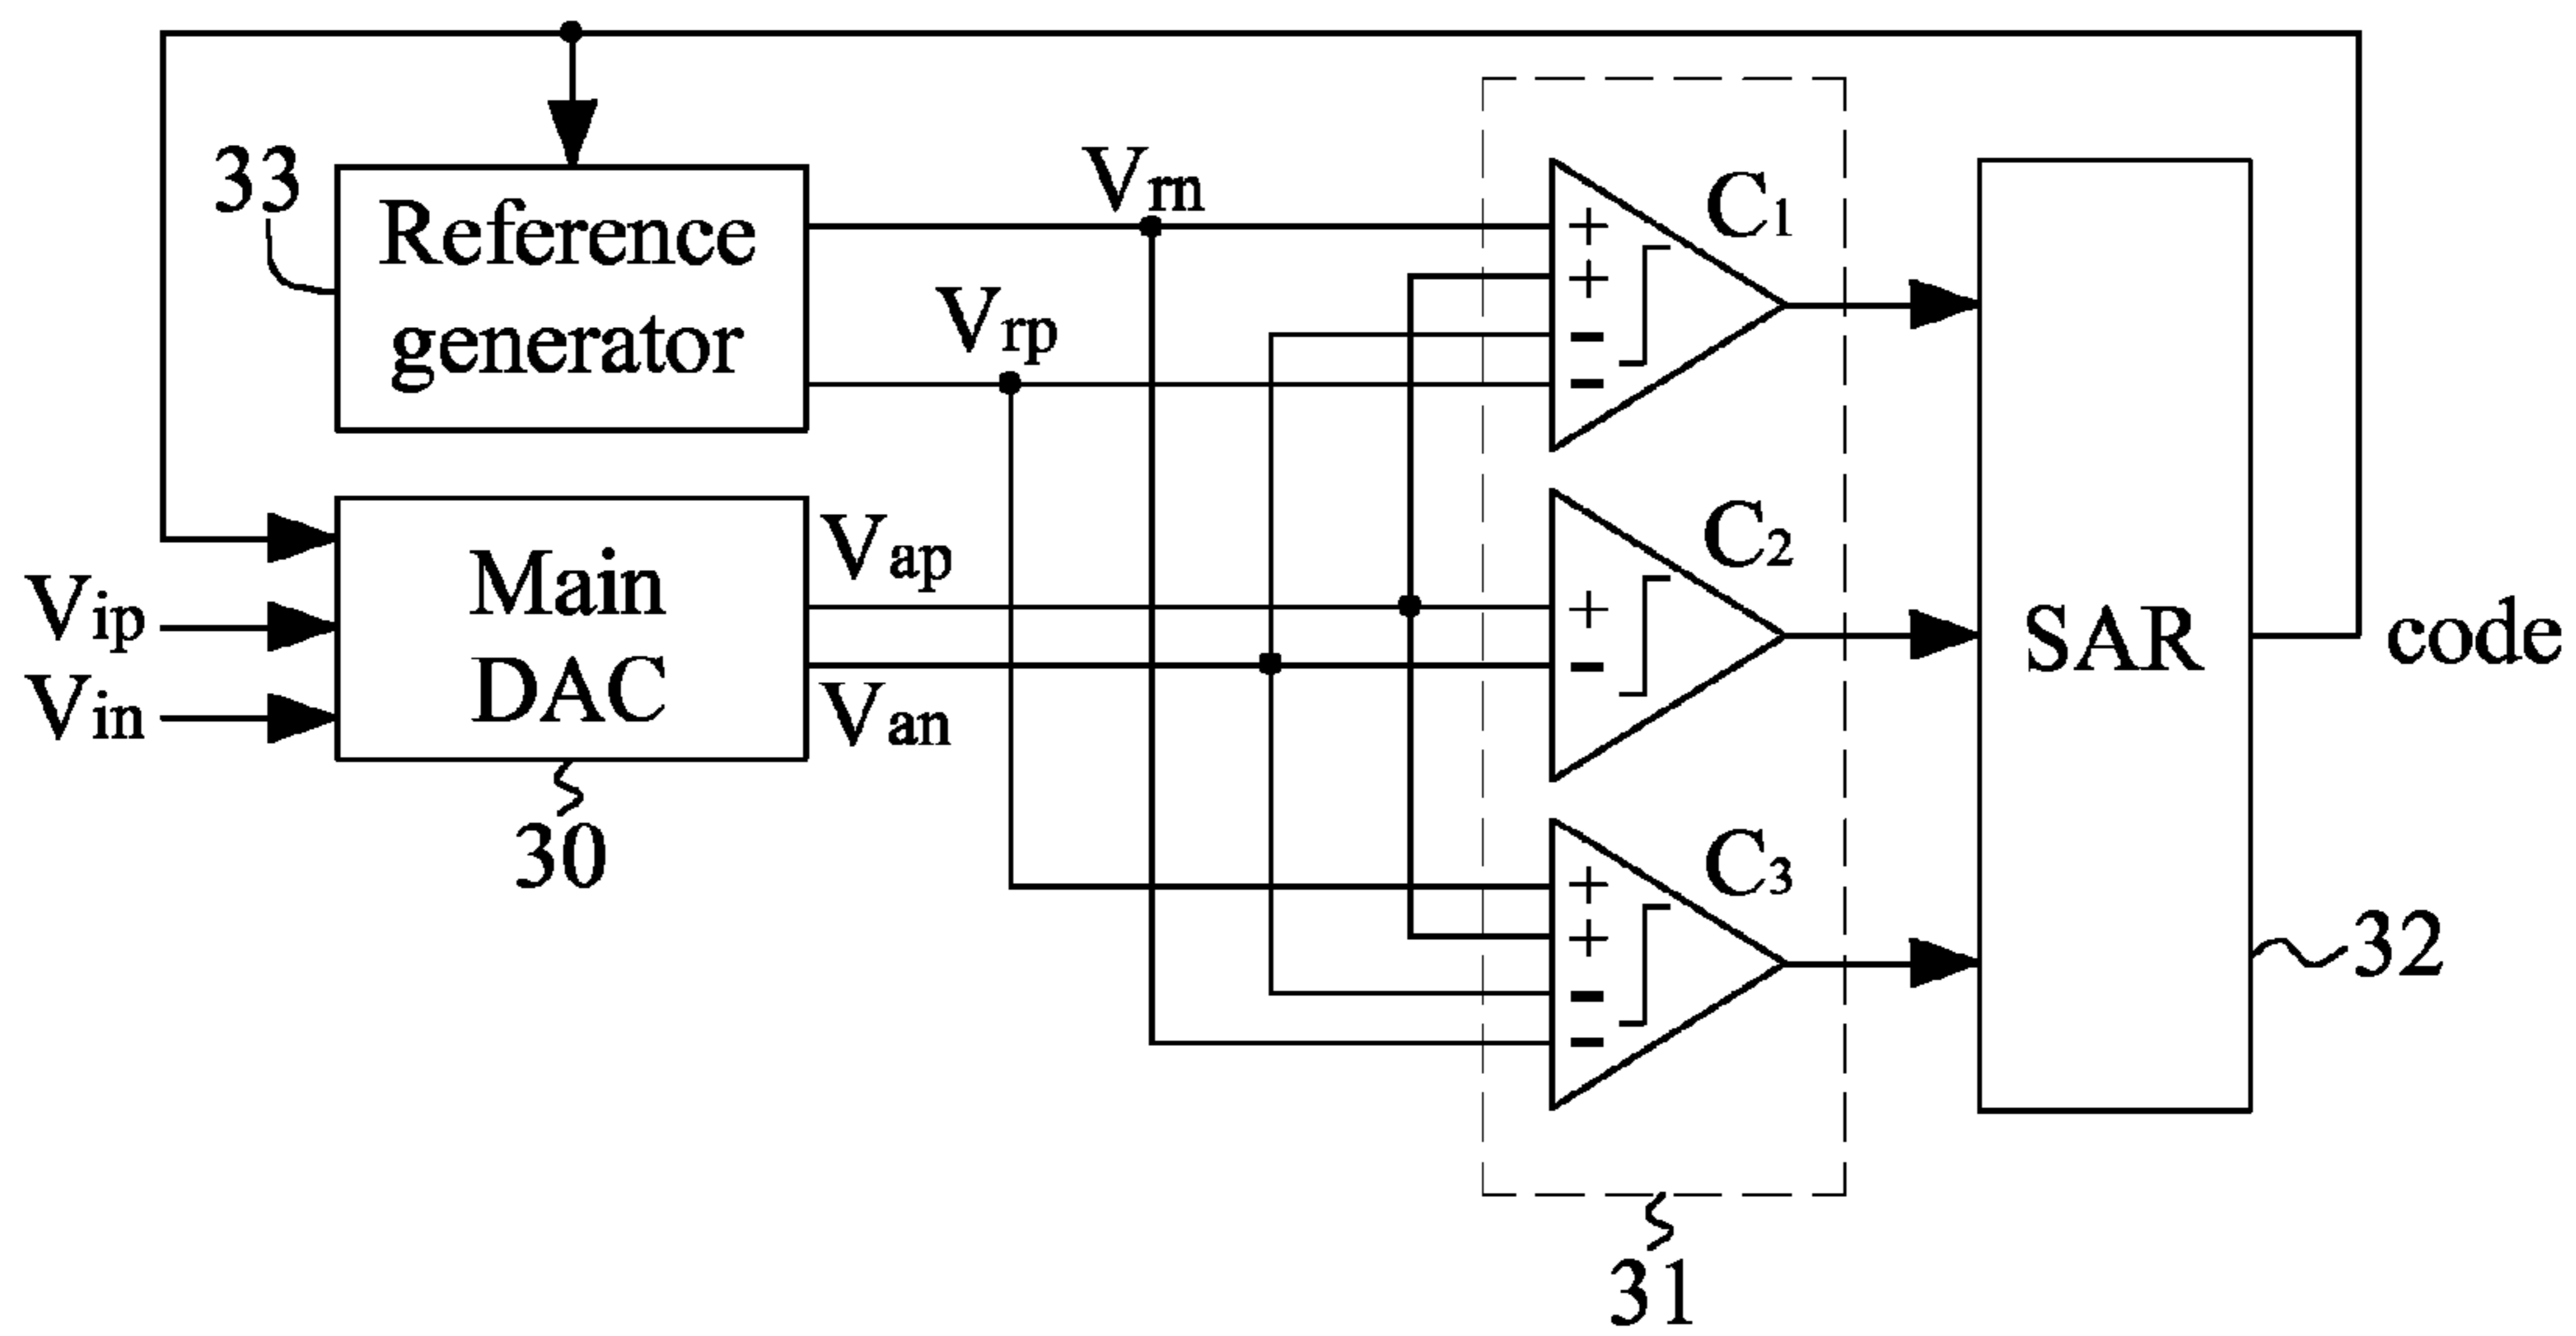 33
Reference
generator
Vrn
Vrp
C1
+
+
-
-
Vip
Vin
Main
DAC
30
Vap
Van
C2
+
-
C3
+
+
-
-
SAR
code
32
31